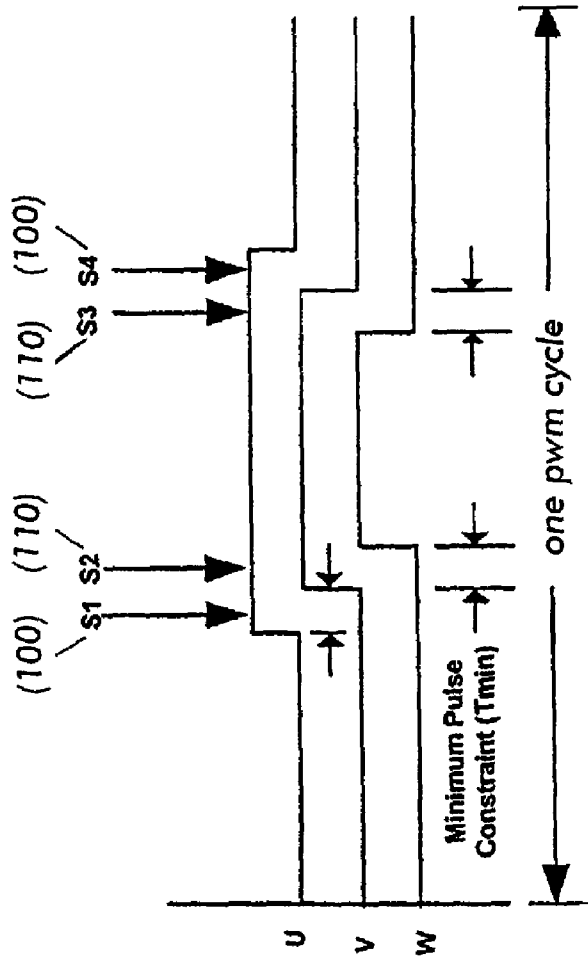 (100)
(110)
(110)
(100)
S1
S2
S3
S4
U
V
W
Minimum Pulse
Constraint (Tmin)
one pwm cycle